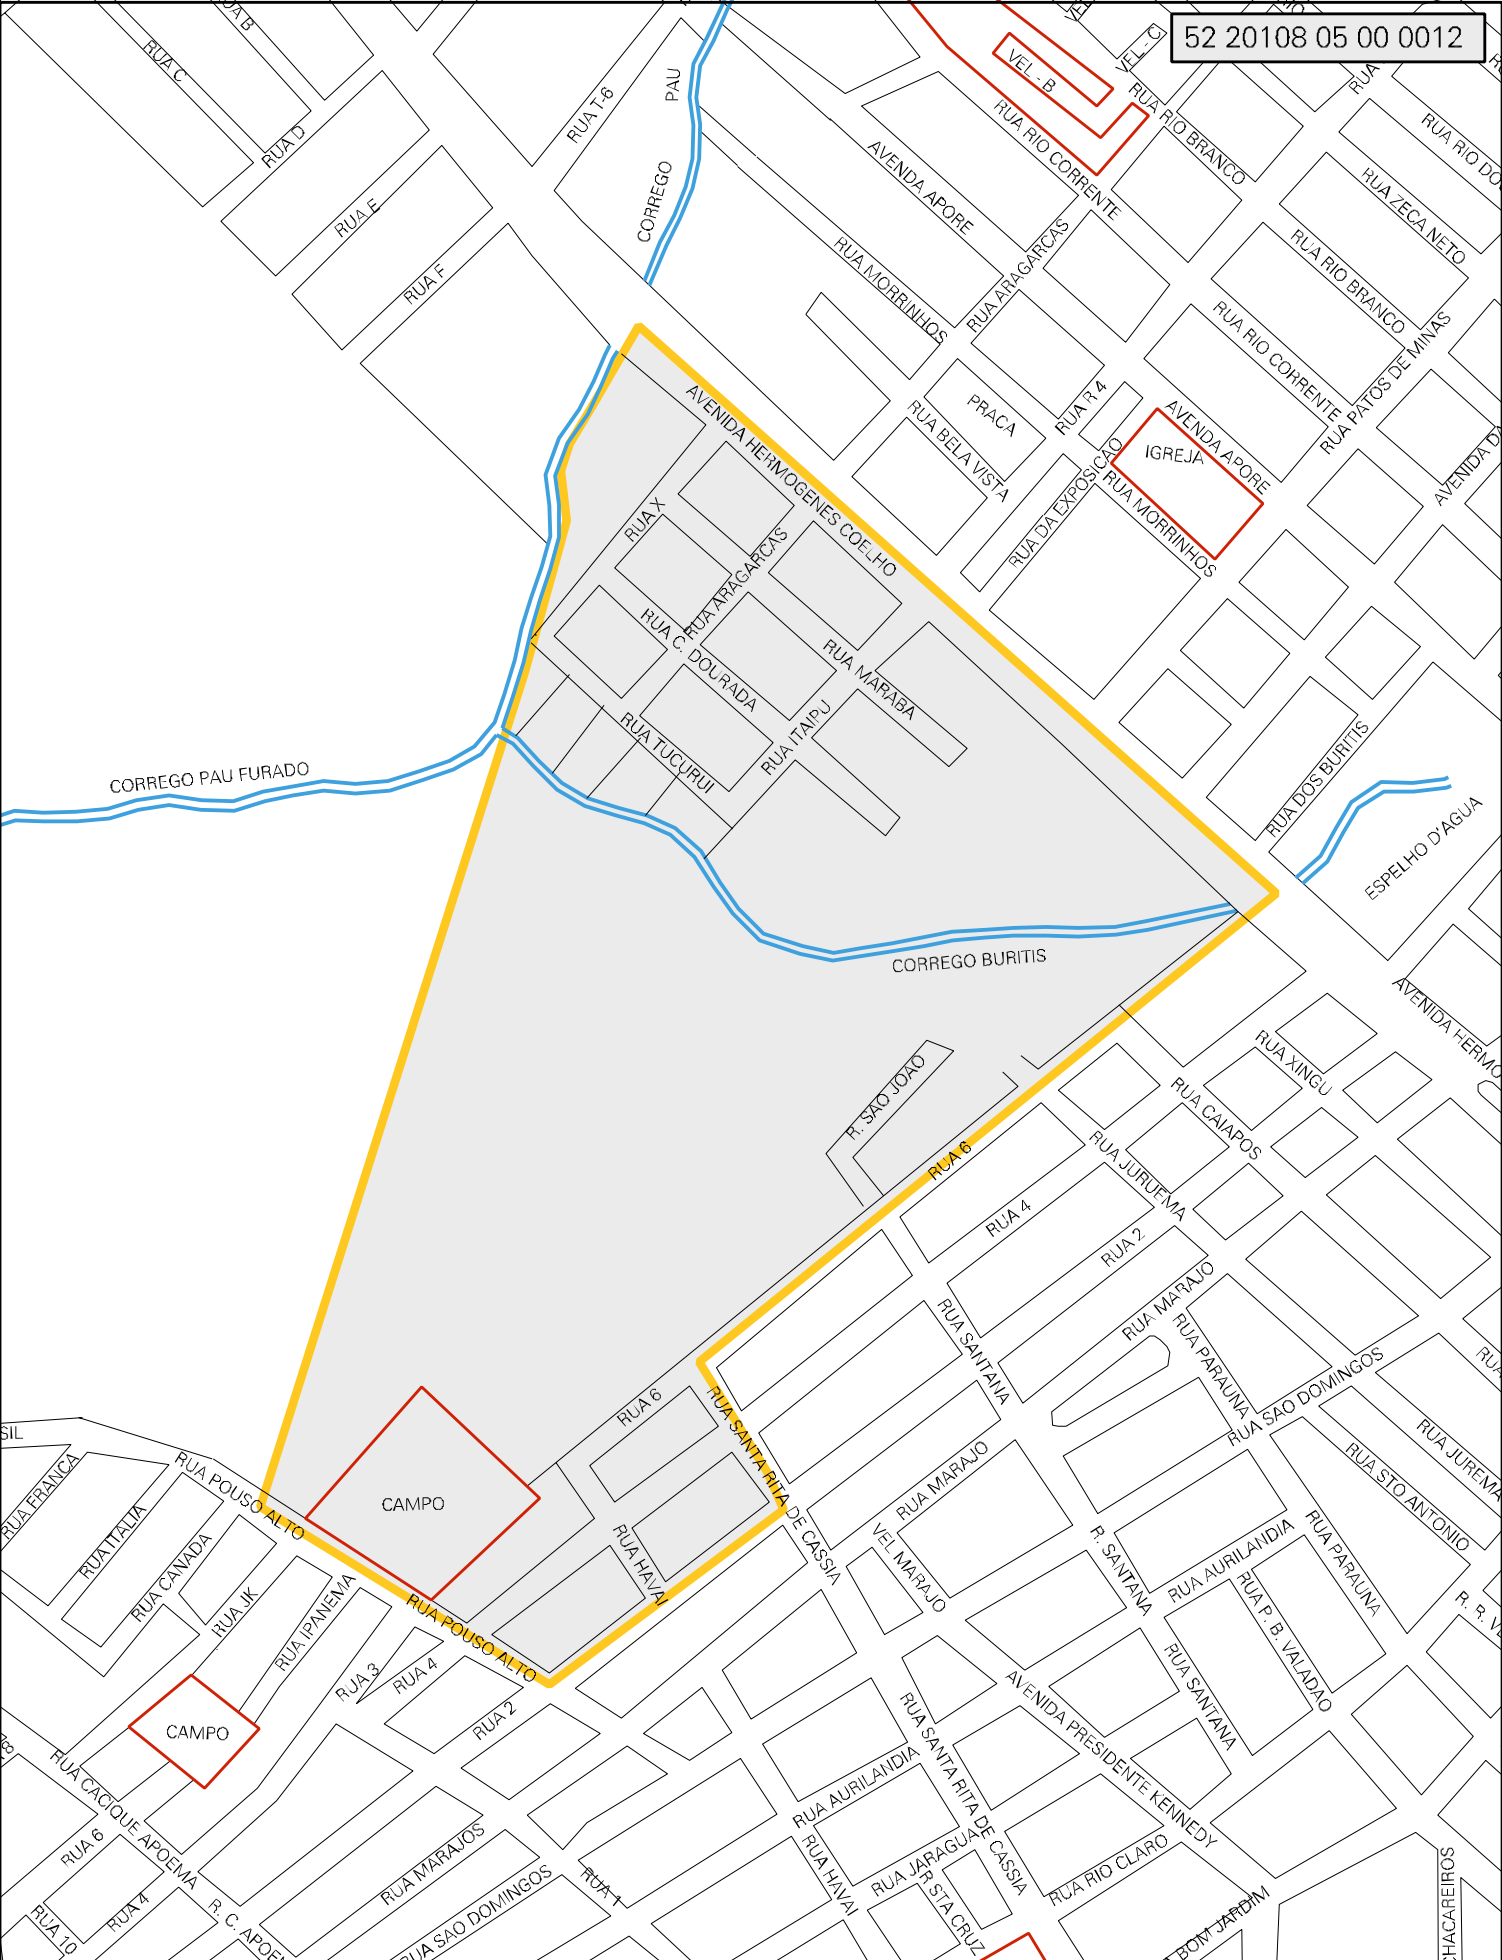 52 20108 05 00 0012
RUA B
RUA C
RUA D
RUA E
RUA F
RUA T-6
PAU
CORREGO
VEL - B
VEL - C
RUA RIO BRANCO
RUA RIO CORRENTE
AVENDA APORE
RUA MORRINHOS
RUA ARAGARCAS
RUA
RUA ZECA NETO
RUA RIO BRANCO
RUA RIO CORRENTE
RUA PATOS DE MINAS
PRACA
RUA R 4
RUA BELA VISTA
AVENDA APORE
IGREJA
RUA MORRINHOS
RUA DA EXPOSICAO
AVENIDA HERMOGENES COELHO
RUA X
RUA ARAGARCAS
RUA C. DOURADA
RUA MARABA
RUA ITAIPU
RUA TUCURUI
CORREGO PAU FURADO
RUA DOS BURITIS
ESPELHO D'AGUA
CORREGO BURITIS
AVENIDA HERMO
RUA XINGU
RUA CAIAPOS
R. SAO JOAO
RUA JURUEMA
RUA 6
RUA 4
RUA 2
RUA MARAJO
RUA SANTANA
RUA PARAUNA
RUA SAO DOMINGOS
RUA 6
RUA SANTA RITA DE CASSIA
CAMPO
RUA HAVAI
RUA POUSO ALTO
RUA POUSO ALTO
SIL
RUA FRANCA
RUA ITALIA
RUA CANADA
RUA JK
RUA IPANEMA
RUA 3
RUA 4
RUA 2
CAMPO
RUA MARAJO
VEL MARAJO
R. SANTANA
RUA AURILANDIA
RUA STO ANTONIO
RUA JUREMA
RUA PARAUNA
RUA P. B. VALADAO
RUA SANTANA
AVENIDA PRESIDENTE KENNEDY
RUA SANTA RITA DE CASSIA
RUA AURILANDIA
RUA JARAGUA
RUA HAVAI
R STA CRUZ
RUA RIO CLARO
BOM JARDIM
HACAREIROS
RUA CACIQUE APOEMA
RUA 6
RUA 4
RUA 10
RUA MARAJOS
RUA SAO DOMINGOS
RUA 1